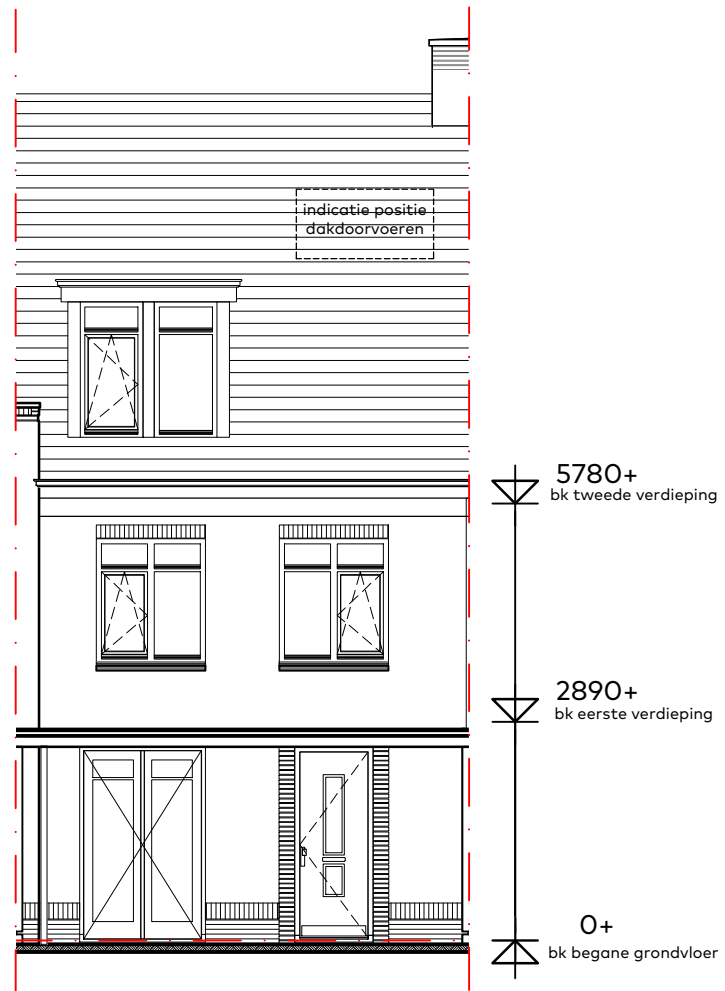 indicatie positie
dakdoorvoeren
5780+
bk tweede verdieping
2890+
bk eerste verdieping
0+
bk begane grondvloer